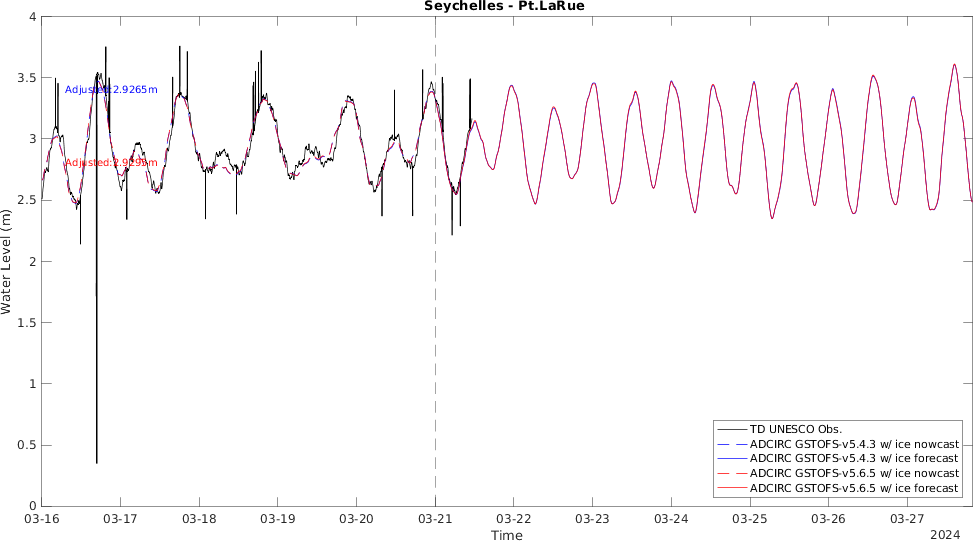 Seychelles - Pt.LaRue
4
3.5
3
2.5
2
1.5
1
0.5
0
Water Level (m)
Adjusted:2.9265m
03-16
03-17
03-18
03-19
03-20
03-21
03-22
03-23
03-24
03-25
03-26
03-27
Time
2024
TD UNESCO Obs.
ADCIRC GSTOFS-v5.4.3 w/ ice nowcast
ADCIRC GSTOFS-v5.4.3 w/ ice forecast
ADCIRC GSTOFS-v5.6.5 w/ ice nowcast
ADCIRC GSTOFS-v5.6.5 w/ ice forecast